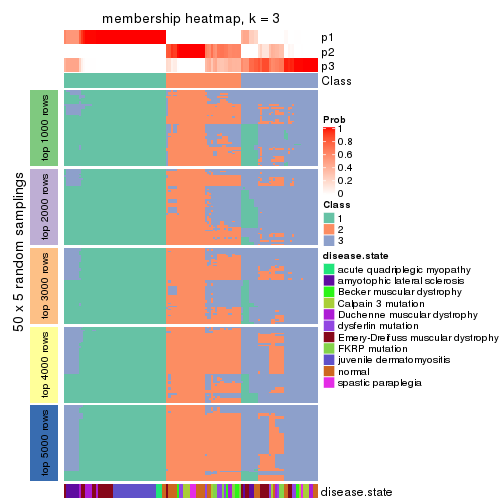 membership heatmap, k = 3
p1
p2
p3
Class
50 x 5 random samplings
top 1000 rows
top 2000 rows
top 3000 rows
top 4000 rows
top 5000 rows
disease.state
Prob
1
0.8
0.6
0.4
0.2
0
Class
1
2
3
disease.state
acute quadriplegic myopathy
amyotophic lateral sclerosis
Becker muscular dystrophy
Calpain 3 mutation
Duchenne muscular dystrophy
dysferlin mutation
Emery-Dreifuss muscular dystrophy
FKRP mutation
juvenile dermatomyositis
normal
spastic paraplegia